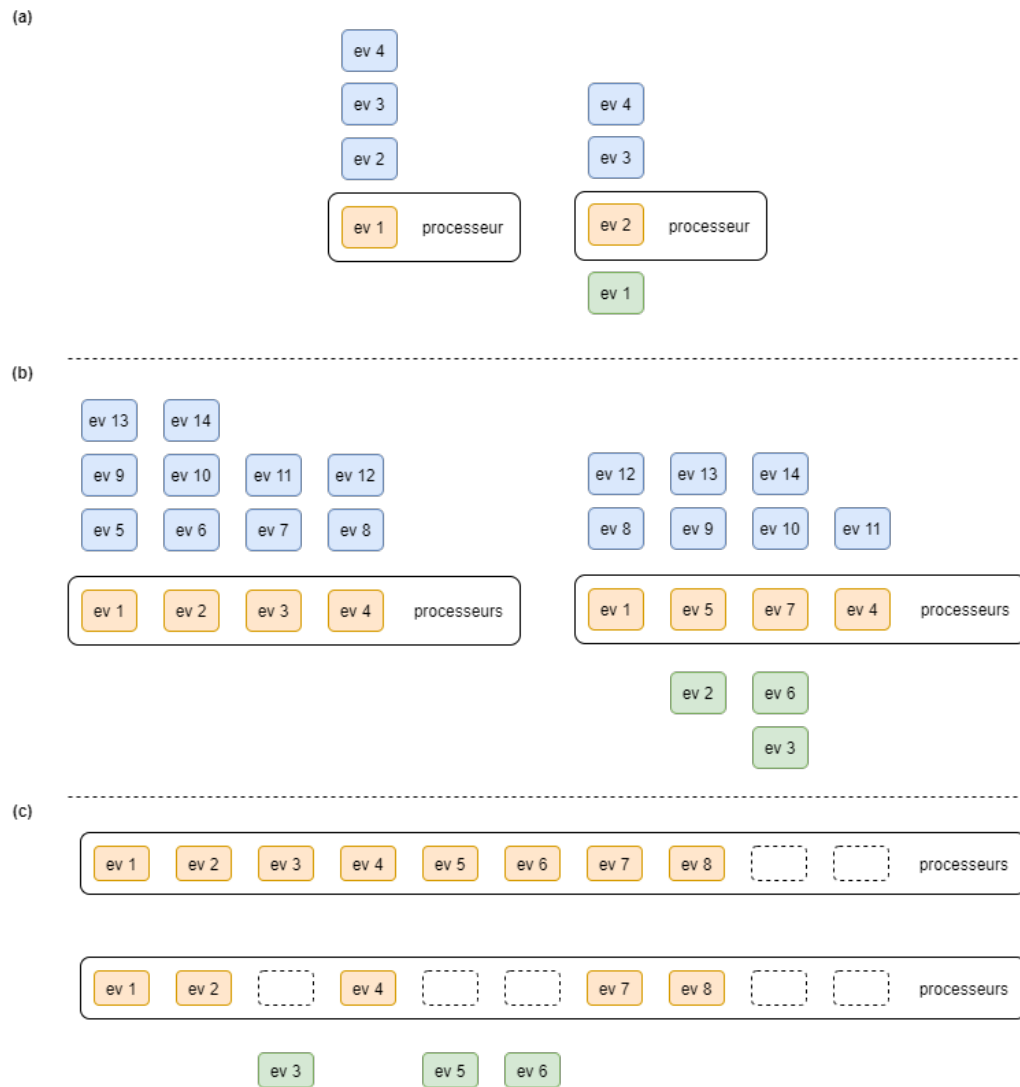 (a)
ev 4
ev 3 ev 4
ev 2 ev 3
ev 1 processeur ev 2 processeur
ev 1
(b)
ev 13 ev 14
ev 9 ev 10 ev 11 ev 12 ev 12 ev 13 ev 14
ev 5 ev 6 ev 7 ev 8 ev 8 ev 9 ev 10 ev 11
ev 1 ev 2 ev 3 ev 4 processeurs ev 1 ev 5 ev 7 ev 4 processeurs
ev 2 ev 6
ev 3
(c)
ev 1 ev 2 ev 3 ev 4 ev 5 ev 6 ev 7 ev 8 processeurs
ev 1 ev 2 ev 4 ev 7 ev 8 processeurs
ev 3 ev 5 ev 6